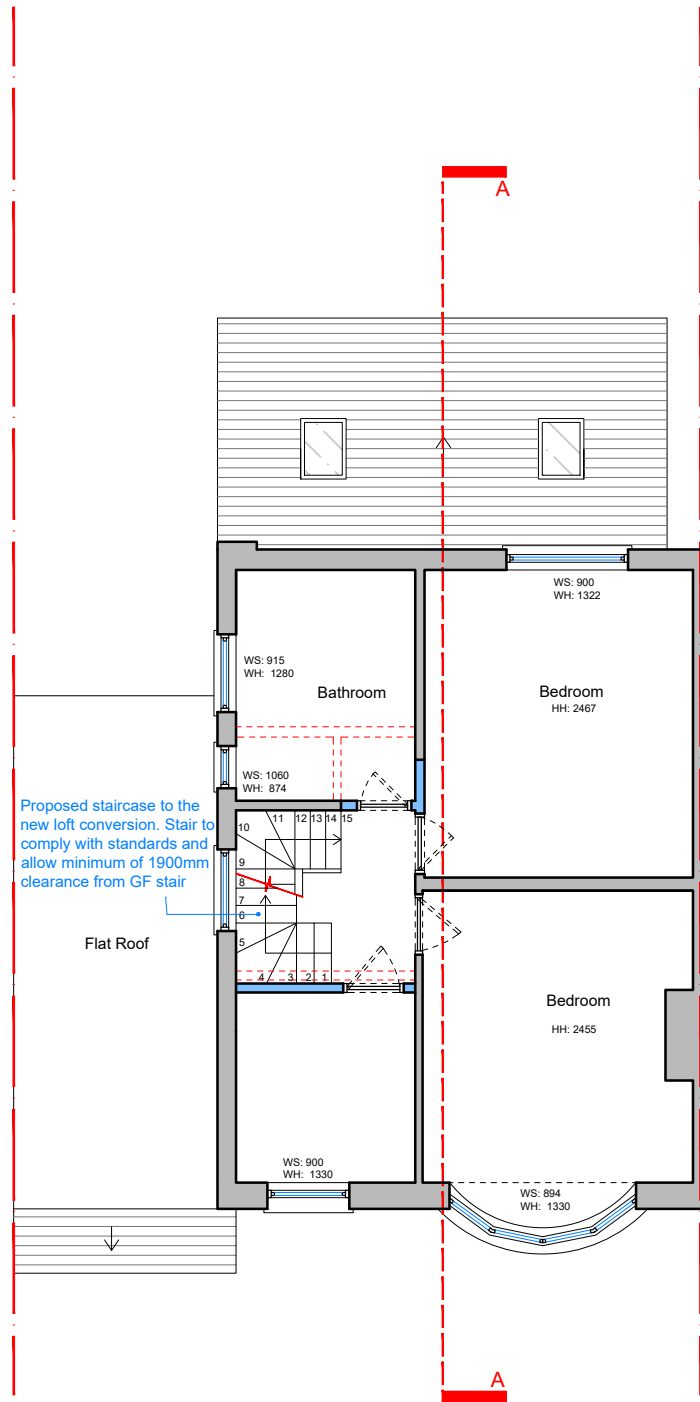 A
WS: 900
WH: 1322
WS: 915
WH: 1280
Bathroom
Bedroom
HH: 2467
WS: 1060
WH: 874
Proposed staircase to the
new loft conversion. Stair to
comply with standards and
allow minimum of 1900mm
clearance from GF stair
10
11
12
13
14
15
9
8
7
6
5
4
3
2
1
Flat Roof
Bedroom
HH: 2455
WS: 900
WH: 1330
WS: 894
WH: 1330
A